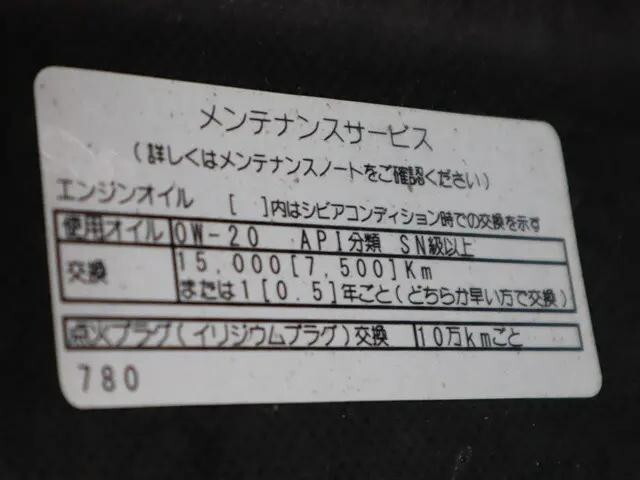 メンテナンスサービス
(詳しくはメンテナンスノートをご確認ください)
エンジンオイル [ ]内はシビアコンディション時での交換を示す
使用オイル 0W-20 API分類 SN級以上
交換 15,000[7,500]Km
または1[0.5]年ごと(どちらか早い方で交換)
点火プラグ(イリジウムプラグ)交換 10万kmごと
780